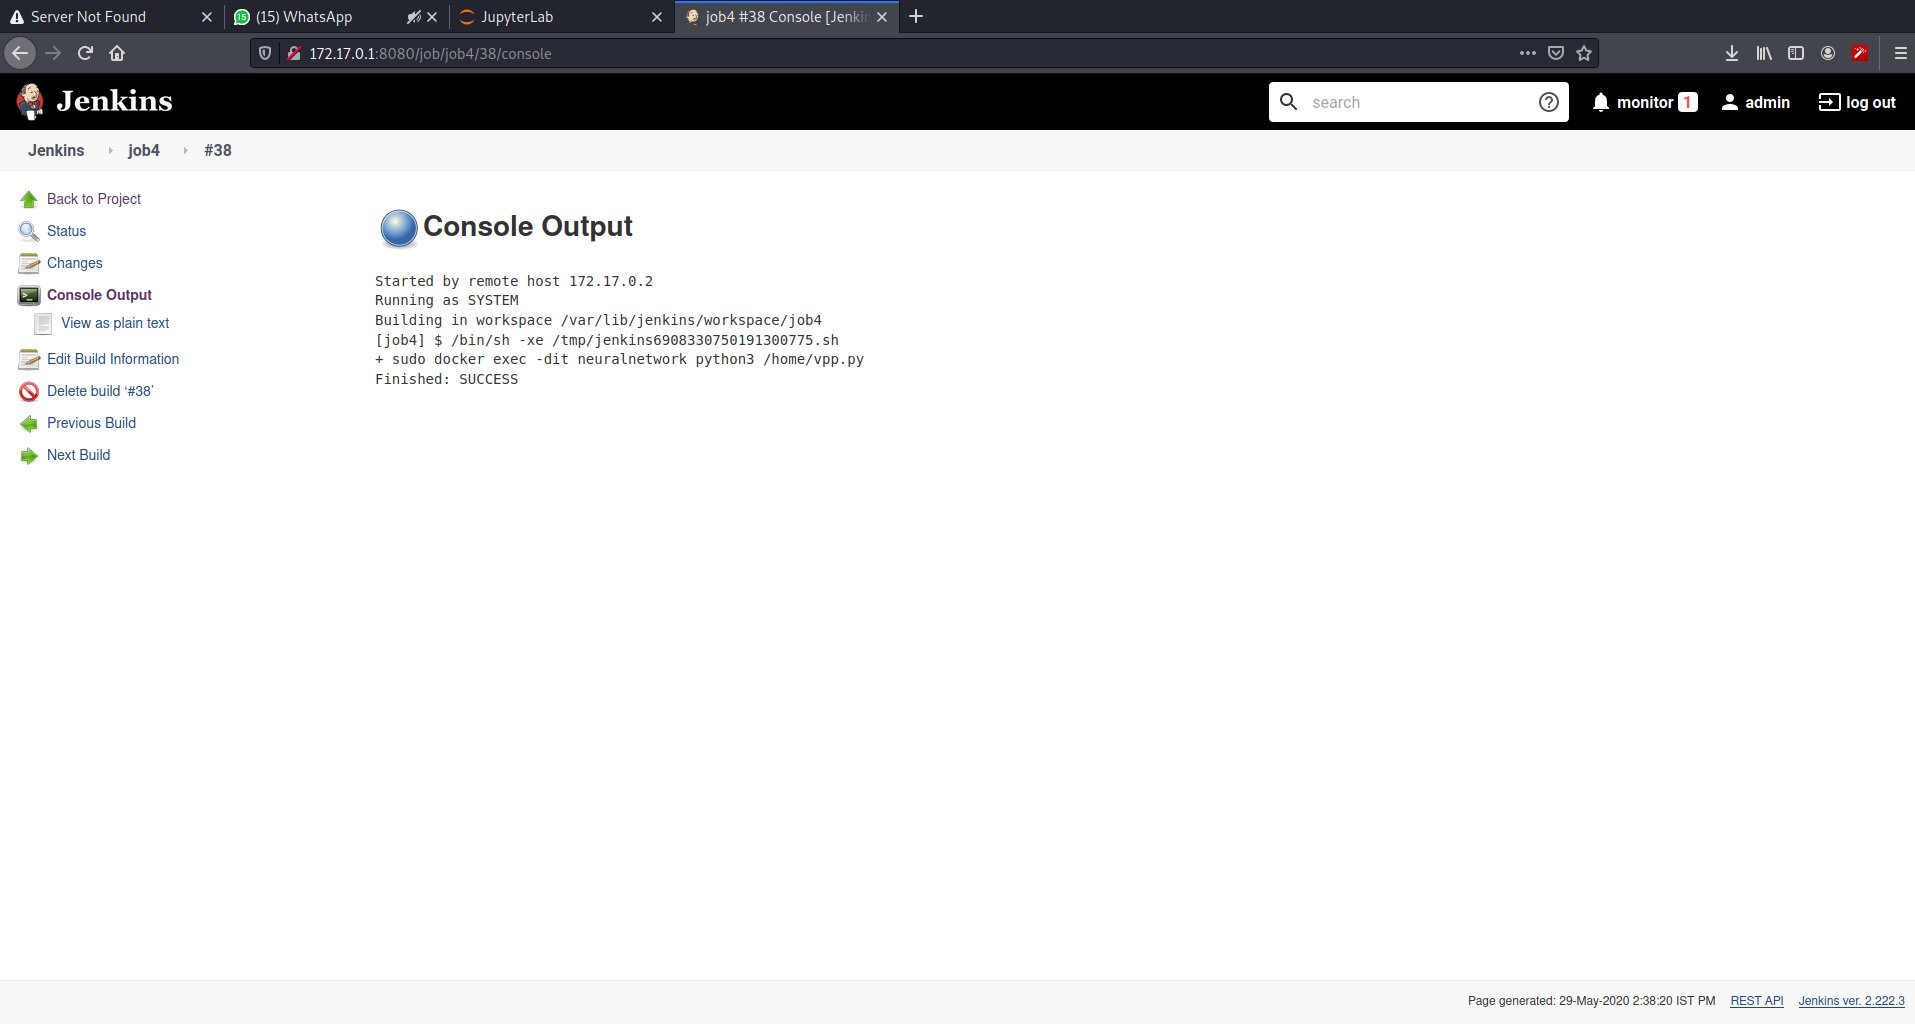 Server Not Found
(15) WhatsApp
JupyterLab
job4 #38 Console [Jenkin
172.17.0.1:8080/job/job4/38/console
Jenkins
search
monitor 1
admin
log out
Jenkins job4 #38
Back to Project
Status
Changes
Console Output
View as plain text
Edit Build Information
Delete build ‘#38’
Previous Build
Next Build
Console Output
Started by remote host 172.17.0.2
Running as SYSTEM
Building in workspace /var/lib/jenkins/workspace/job4
[job4] $ /bin/sh -xe /tmp/jenkins6908330750191300775.sh
+ sudo docker exec -dit neuralnetwork python3 /home/vpp.py
Finished: SUCCESS
Page generated: 29-May-2020 2:38:20 IST PM REST API Jenkins ver. 2.222.3